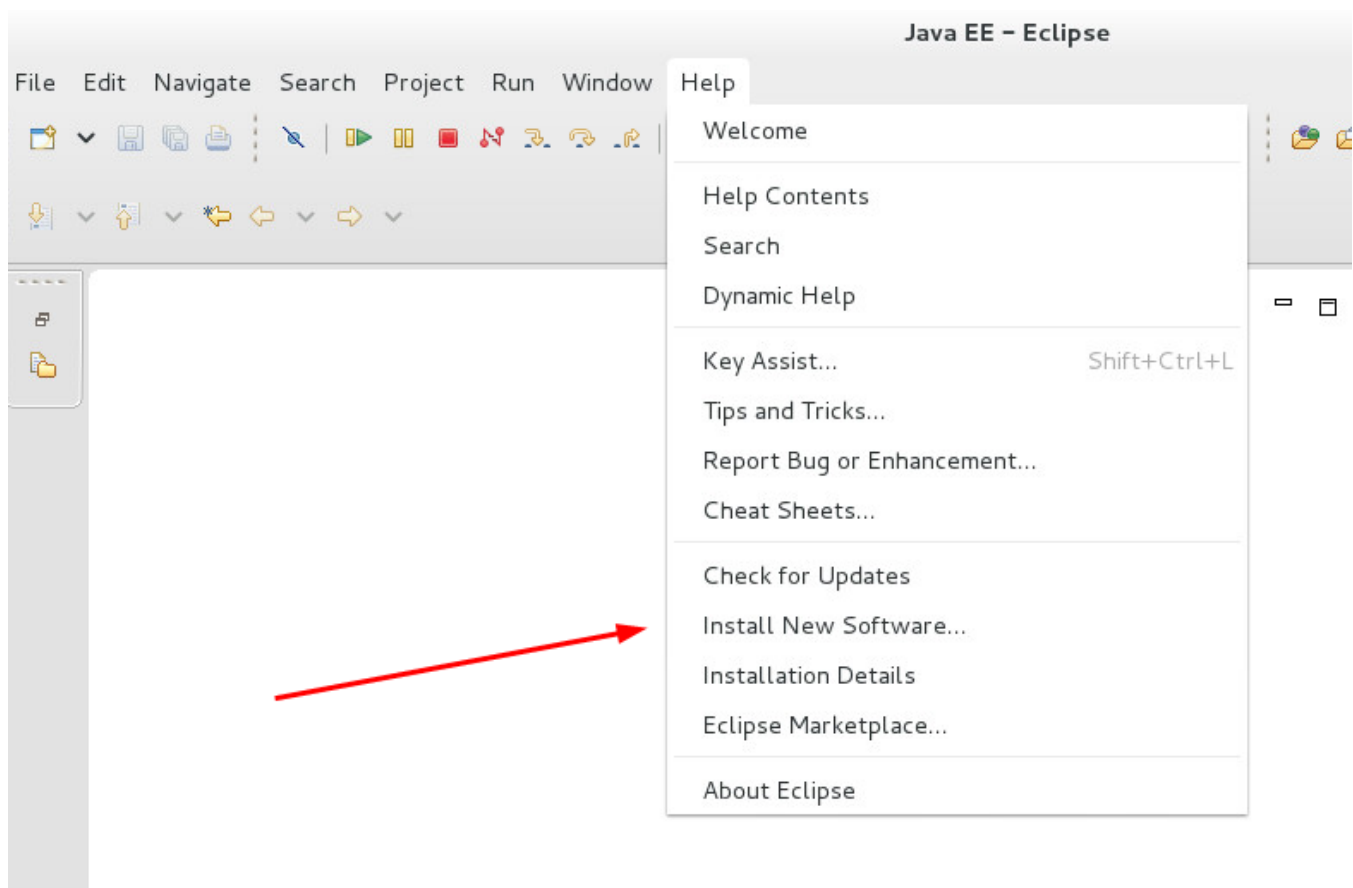 Java EE – Eclipse
File Edit Navigate Search Project Run Window Help
Welcome
Help Contents
Search
Dynamic Help
Key Assist... Shift+Ctrl+L
Tips and Tricks...
Report Bug or Enhancement...
Cheat Sheets...
Check for Updates
Install New Software...
Installation Details
Eclipse Marketplace...
About Eclipse